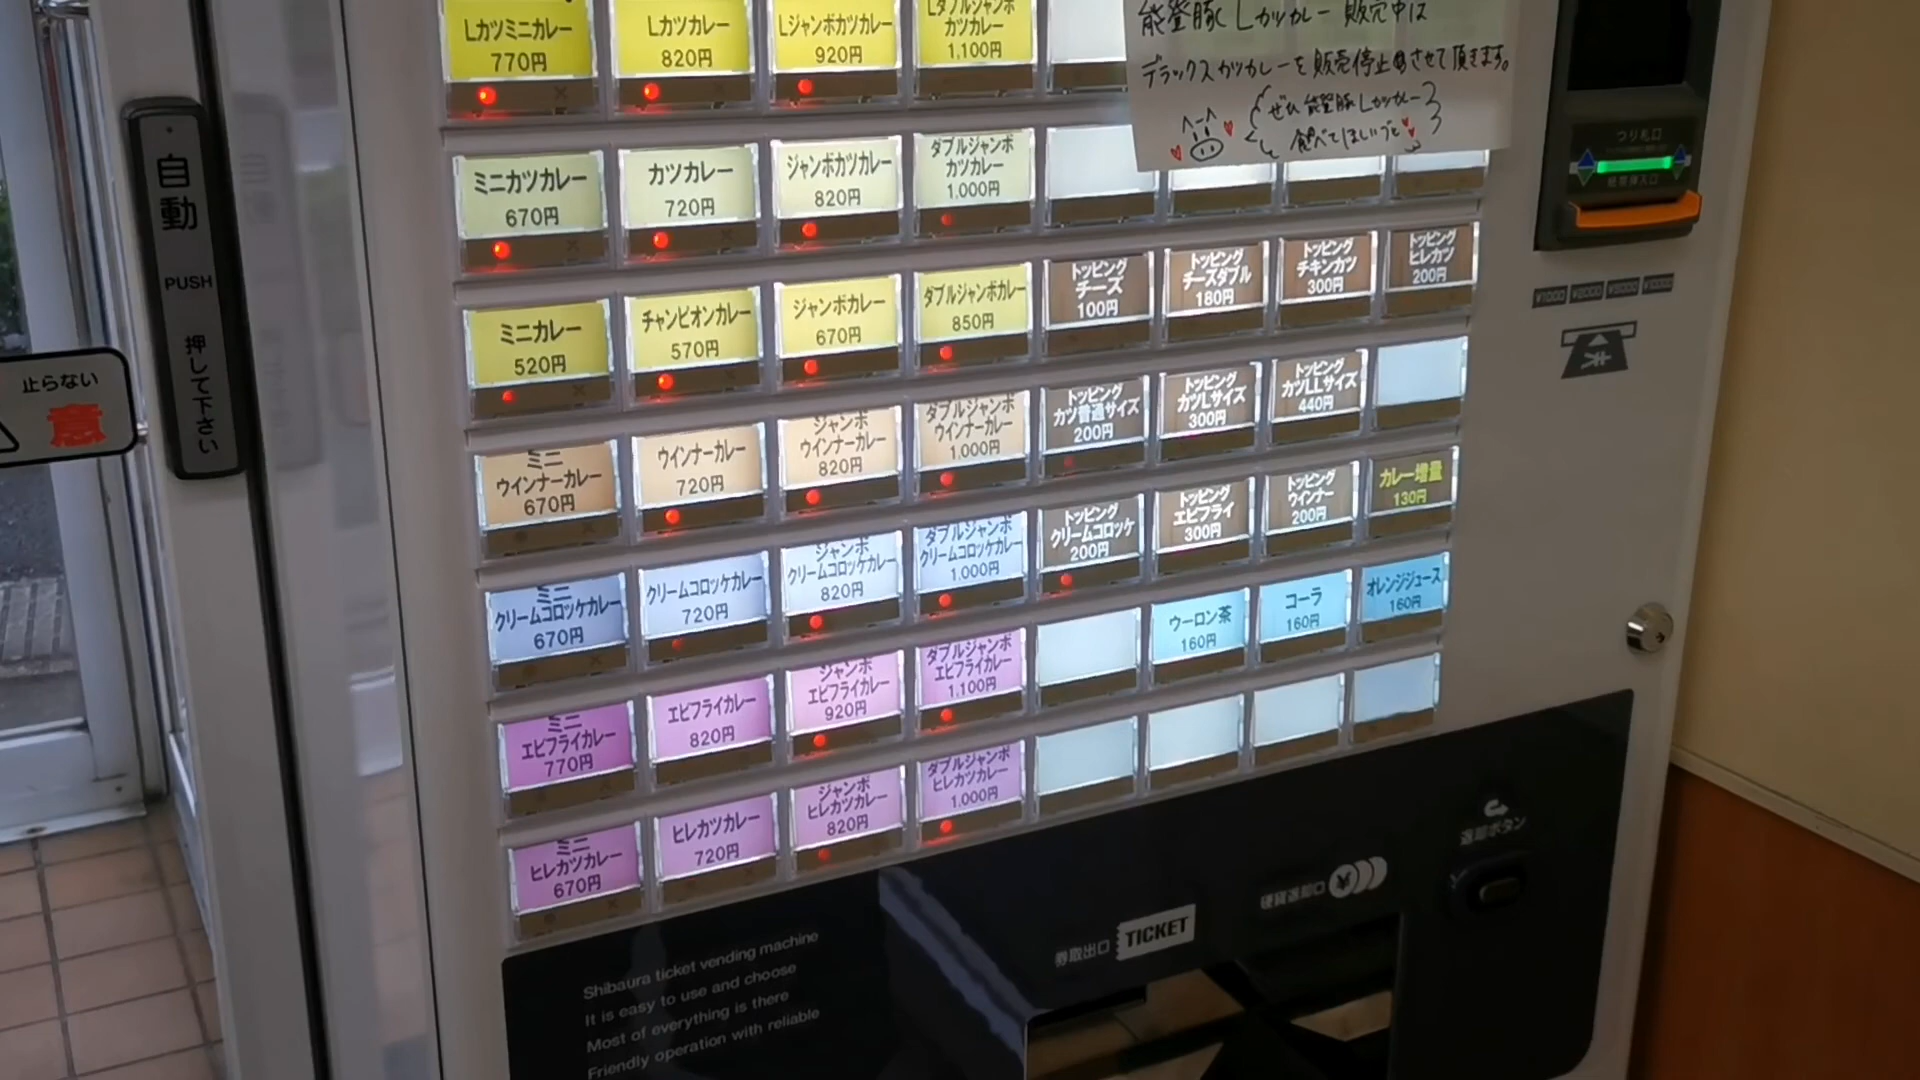 自動
PUSH
押して下さい
止らない
意
Lカツミニカレー
770円
Lカツカレー
820円
Lジャンボカツカレー
920円
Lダブルジャンボ
カツカレー
1,100円
能登豚 Lカツカレー 販売中は
デラックスカツカレーを販売停止させて頂きます。
ぜひ能登豚Lカツカレー
食べてほしいブヒ
ミニカツカレー
670円
カツカレー
720円
ジャンボカツカレー
820円
ダブルジャンボ
カツカレー
1,000円
ミニカレー
520円
チャンピオンカレー
570円
ジャンボカレー
670円
ダブルジャンボカレー
850円
トッピング
チーズ
100円
トッピング
チーズダブル
180円
トッピング
チキンカツ
300円
トッピング
ヒレカツ
200円
ミニ
ウインナーカレー
670円
ウインナーカレー
720円
ジャンボ
ウインナーカレー
820円
ダブルジャンボ
ウインナーカレー
1,000円
トッピング
カツ普通サイズ
200円
トッピング
カツLサイズ
300円
トッピング
カツLLサイズ
440円
ミニ
クリームコロッケカレー
670円
クリームコロッケカレー
720円
ジャンボ
クリームコロッケカレー
820円
ダブルジャンボ
クリームコロッケカレー
1,000円
トッピング
クリームコロッケ
200円
トッピング
エビフライ
300円
トッピング
ウインナー
200円
カレー増量
130円
ミニ
エビフライカレー
770円
エビフライカレー
820円
ジャンボ
エビフライカレー
920円
ダブルジャンボ
エビフライカレー
1,100円
ウーロン茶
160円
コーラ
160円
オレンジジュース
160円
ミニ
ヒレカツカレー
670円
ヒレカツカレー
720円
ジャンボ
ヒレカツカレー
820円
ダブルジャンボ
ヒレカツカレー
1,000円
つり札口
紙幣挿入口
¥1000 ¥2000 ¥5000 ¥10000
返却ボタン
硬貨返却口
¥
券取出口
TICKET
Shibaura ticket vending machine
It is easy to use and choose
Most of everything is there
Friendly operation with reliable